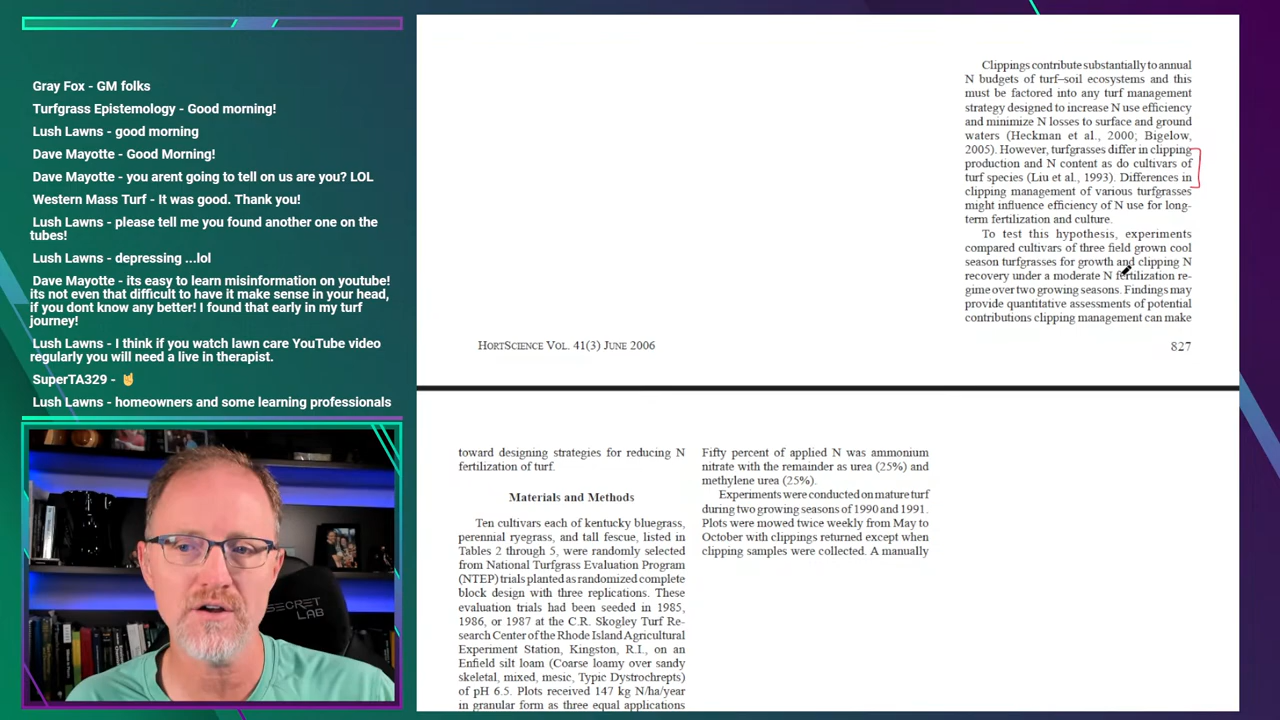 Gray Fox - GM folks
Turfgrass Epistemology - Good morning!
Lush Lawns - good morning
Dave Mayotte - Good Morning!
Dave Mayotte - you arent going to tell on us are you? LOL
Western Mass Turf - It was good. Thank you!
Lush Lawns - please tell me you found another one on the
tubes!
Lush Lawns - depressing ...lol
Dave Mayotte - its easy to learn misinformation on youtube!
its not even that difficult to have it make sense in your head,
if you dont know any better! I found that early in my turf
journey!
Lush Lawns - I think if you watch lawn care YouTube video
regularly you will need a live in therapist.
SuperTA329 - 🤘
Lush Lawns - homeowners and some learning professionals
SECRET
LAB
Clippings contribute substantially to annual
N budgets of turf–soil ecosystems and this
must be factored into any turf management
strategy designed to increase N use efficiency
and minimize N losses to surface and ground
waters (Heckman et al., 2000; Bigelow,
2005). However, turfgrasses differ in clipping
production and N content as do cultivars of
turf species (Liu et al., 1993). Differences in
clipping management of various turfgrasses
might influence efficiency of N use for long-
term fertilization and culture.
To test this hypothesis, experiments
compared cultivars of three field grown cool
season turfgrasses for growth and clipping N
recovery under a moderate N fertilization re-
gime over two growing seasons. Findings may
provide quantitative assessments of potential
contributions clipping management can make
HORTSCIENCE VOL. 41(3) JUNE 2006
827
toward designing strategies for reducing N
fertilization of turf.
Materials and Methods
Ten cultivars each of kentucky bluegrass,
perennial ryegrass, and tall fescue, listed in
Tables 2 through 5, were randomly selected
from National Turfgrass Evaluation Program
(NTEP) trials planted as randomized complete
block design with three replications. These
evaluation trials had been seeded in 1985,
1986, or 1987 at the C.R. Skogley Turf Re-
search Center of the Rhode Island Agricultural
Experiment Station, Kingston, R.I., on an
Enfield silt loam (Coarse loamy over sandy
skeletal, mixed, mesic, Typic Dystrochrepts)
of pH 6.5. Plots received 147 kg N/ha/year
in granular form as three equal applications
Fifty percent of applied N was ammonium
nitrate with the remainder as urea (25%) and
methylene urea (25%).
Experiments were conducted on mature turf
during two growing seasons of 1990 and 1991.
Plots were mowed twice weekly from May to
October with clippings returned except when
clipping samples were collected. A manually